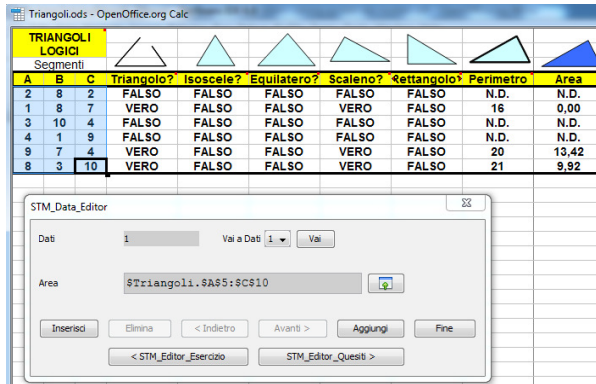 Triangoli.ods - OpenOffice.org Calc
TRIANGOLI
LOGICI
Segmenti
A B C Triangolo? Isoscele? Equilatero? Scaleno? Rettangolo? Perimetro Area
2 8 2 FALSO FALSO FALSO FALSO FALSO N.D. N.D.
1 8 7 VERO FALSO FALSO VERO FALSO 16 0,00
3 10 4 FALSO FALSO FALSO FALSO FALSO N.D. N.D.
4 1 9 FALSO FALSO FALSO FALSO FALSO N.D. N.D.
9 7 4 VERO FALSO FALSO VERO FALSO 20 13,42
8 3 10 VERO FALSO FALSO VERO FALSO 21 9,92
STM_Data_Editor
Dati 1 Vai a Dati 1 Vai
Area $Triangoli.$A$5:$C$10
Inserisci Elimina < Indietro Avanti > Aggiungi Fine
< STM_Editor_Esercizio STM_Editor_Quesiti >